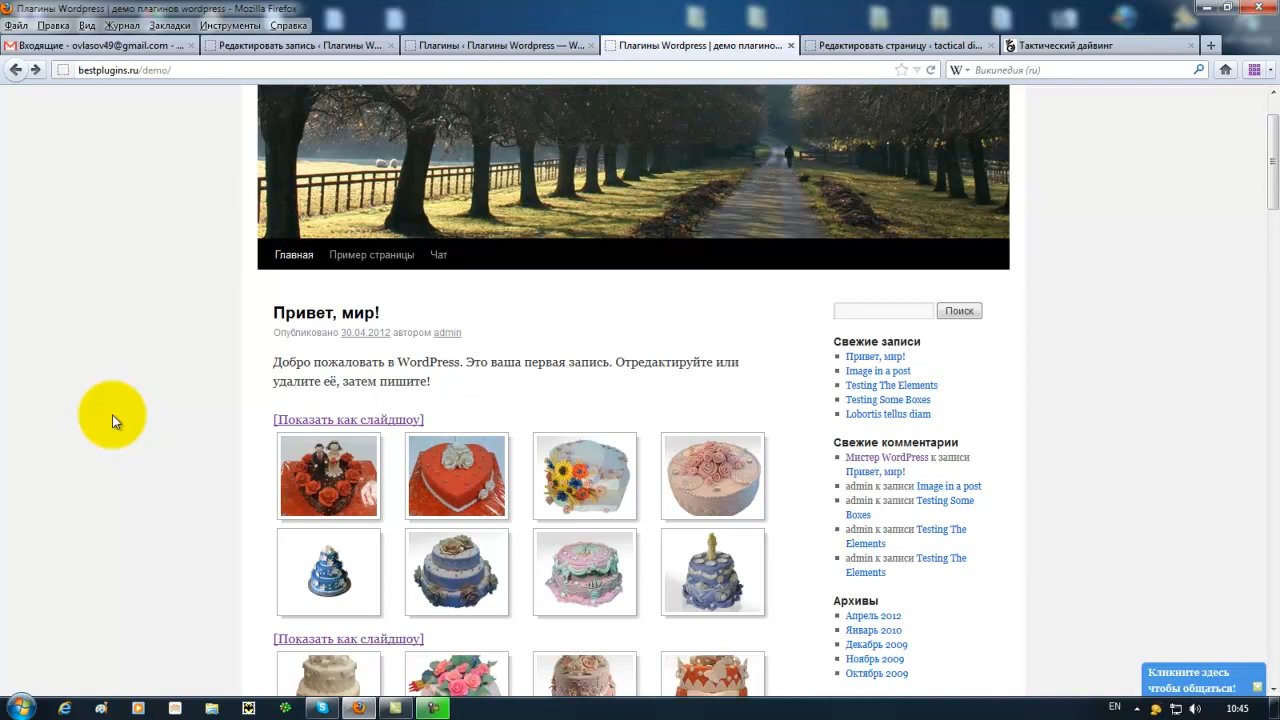 Плагины Wordpress | демо плагинов wordpress - Mozilla Firefox
Файл Правка Вид Журнал Закладки Инструменты Справка
Входящие - ovlasov49@gmail.com - ...
Редактировать запись ‹ Плагины W...
Плагины ‹ Плагины Wordpress — W...
Плагины Wordpress | демо плагино...
Редактировать страницу ‹ tactical di...
Тактический дайвинг
bestplugins.ru/demo/
W Википедия (ru)
Главная Пример страницы Чат
Привет, мир!
Опубликовано 30.04.2012 автором admin
Добро пожаловать в WordPress. Это ваша первая запись. Отредактируйте или
удалите её, затем пишите!
[Показать как слайдшоу]
[Показать как слайдшоу]
Поиск
Свежие записи
Привет, мир!
Image in a post
Testing The Elements
Testing Some Boxes
Lobortis tellus diam
Свежие комментарии
Мистер WordPress к записи
Привет, мир!
admin к записи Image in a post
admin к записи Testing Some
Boxes
admin к записи Testing The
Elements
admin к записи Testing The
Elements
Архивы
Апрель 2012
Январь 2010
Декабрь 2009
Ноябрь 2009
Октябрь 2009
Кликните здесь
чтобы общаться!
EN
10:45